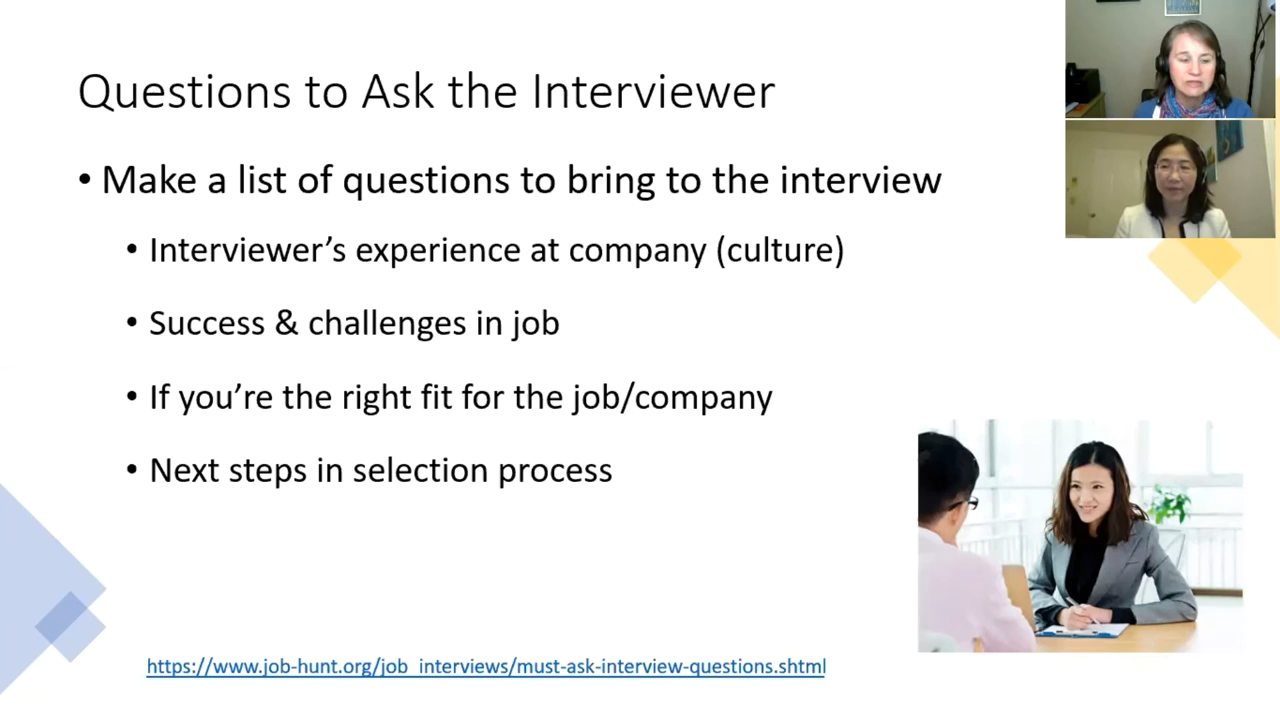 Questions to Ask the Interviewer
• Make a list of questions to bring to the interview
• Interviewer’s experience at company (culture)
• Success & challenges in job
• If you’re the right fit for the job/company
• Next steps in selection process
https://www.job-hunt.org/job_interviews/must-ask-interview-questions.shtml